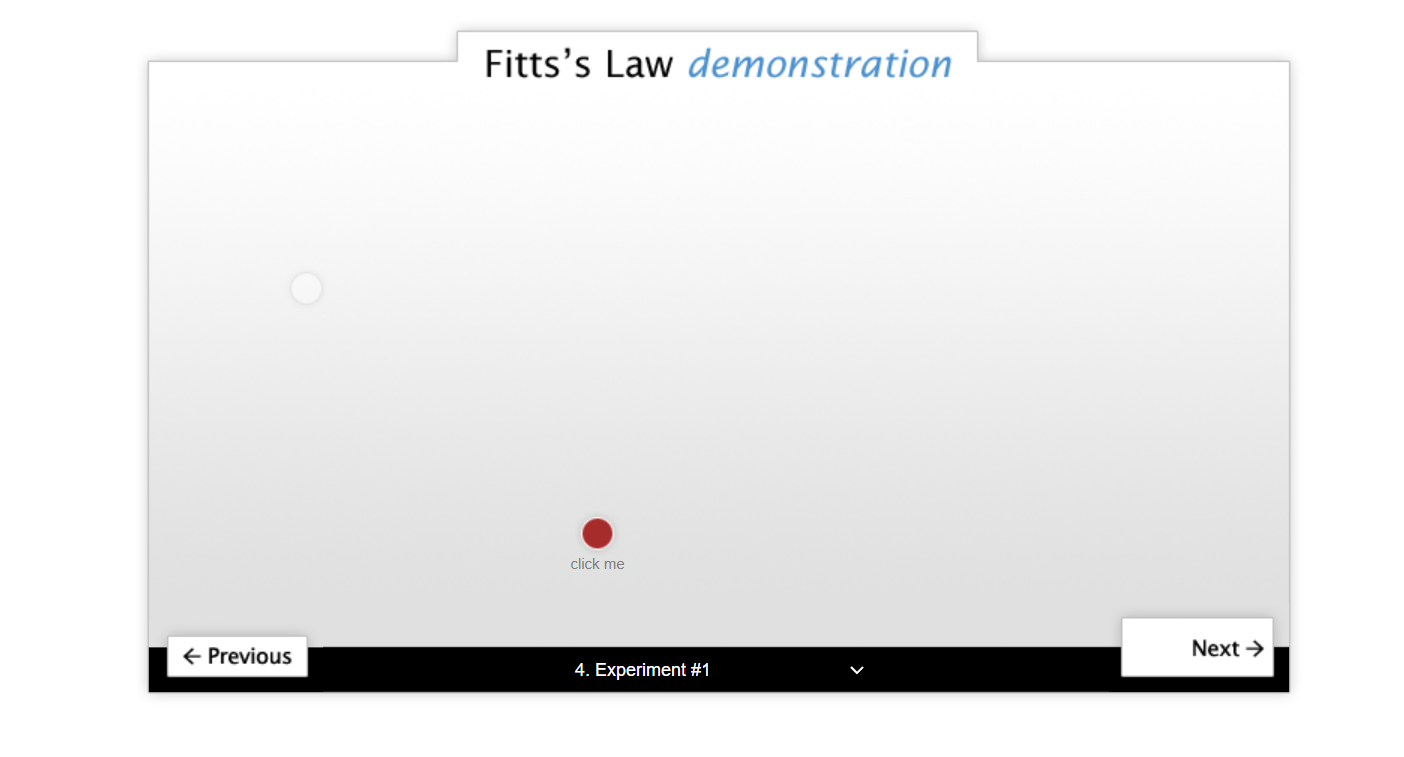 Fitts’s Law demonstration
click me
← Previous
4. Experiment #1
Next →